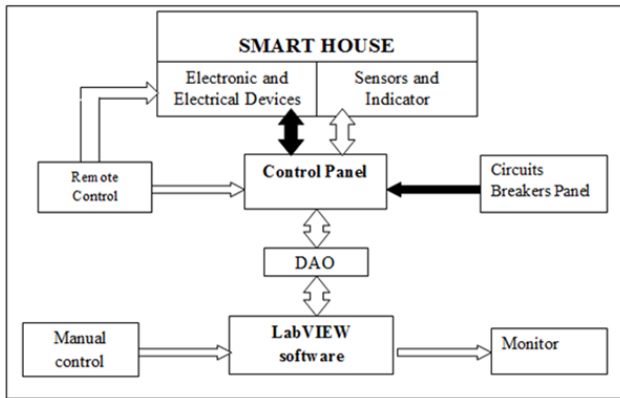 SMART HOUSE
Electronic and
Electrical Devices
Sensors and
Indicator
Remote
Control
Control Panel
Circuits
Breakers Panel
DAO
Manual
control
LabVIEW
software
Monitor